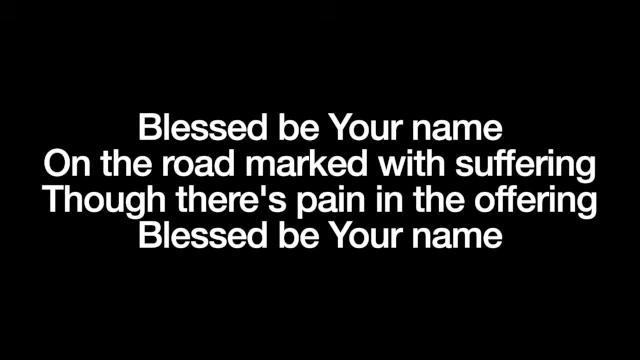 Blessed be Your name
On the road marked with suffering
Though there's pain in the offering
Blessed be Your name